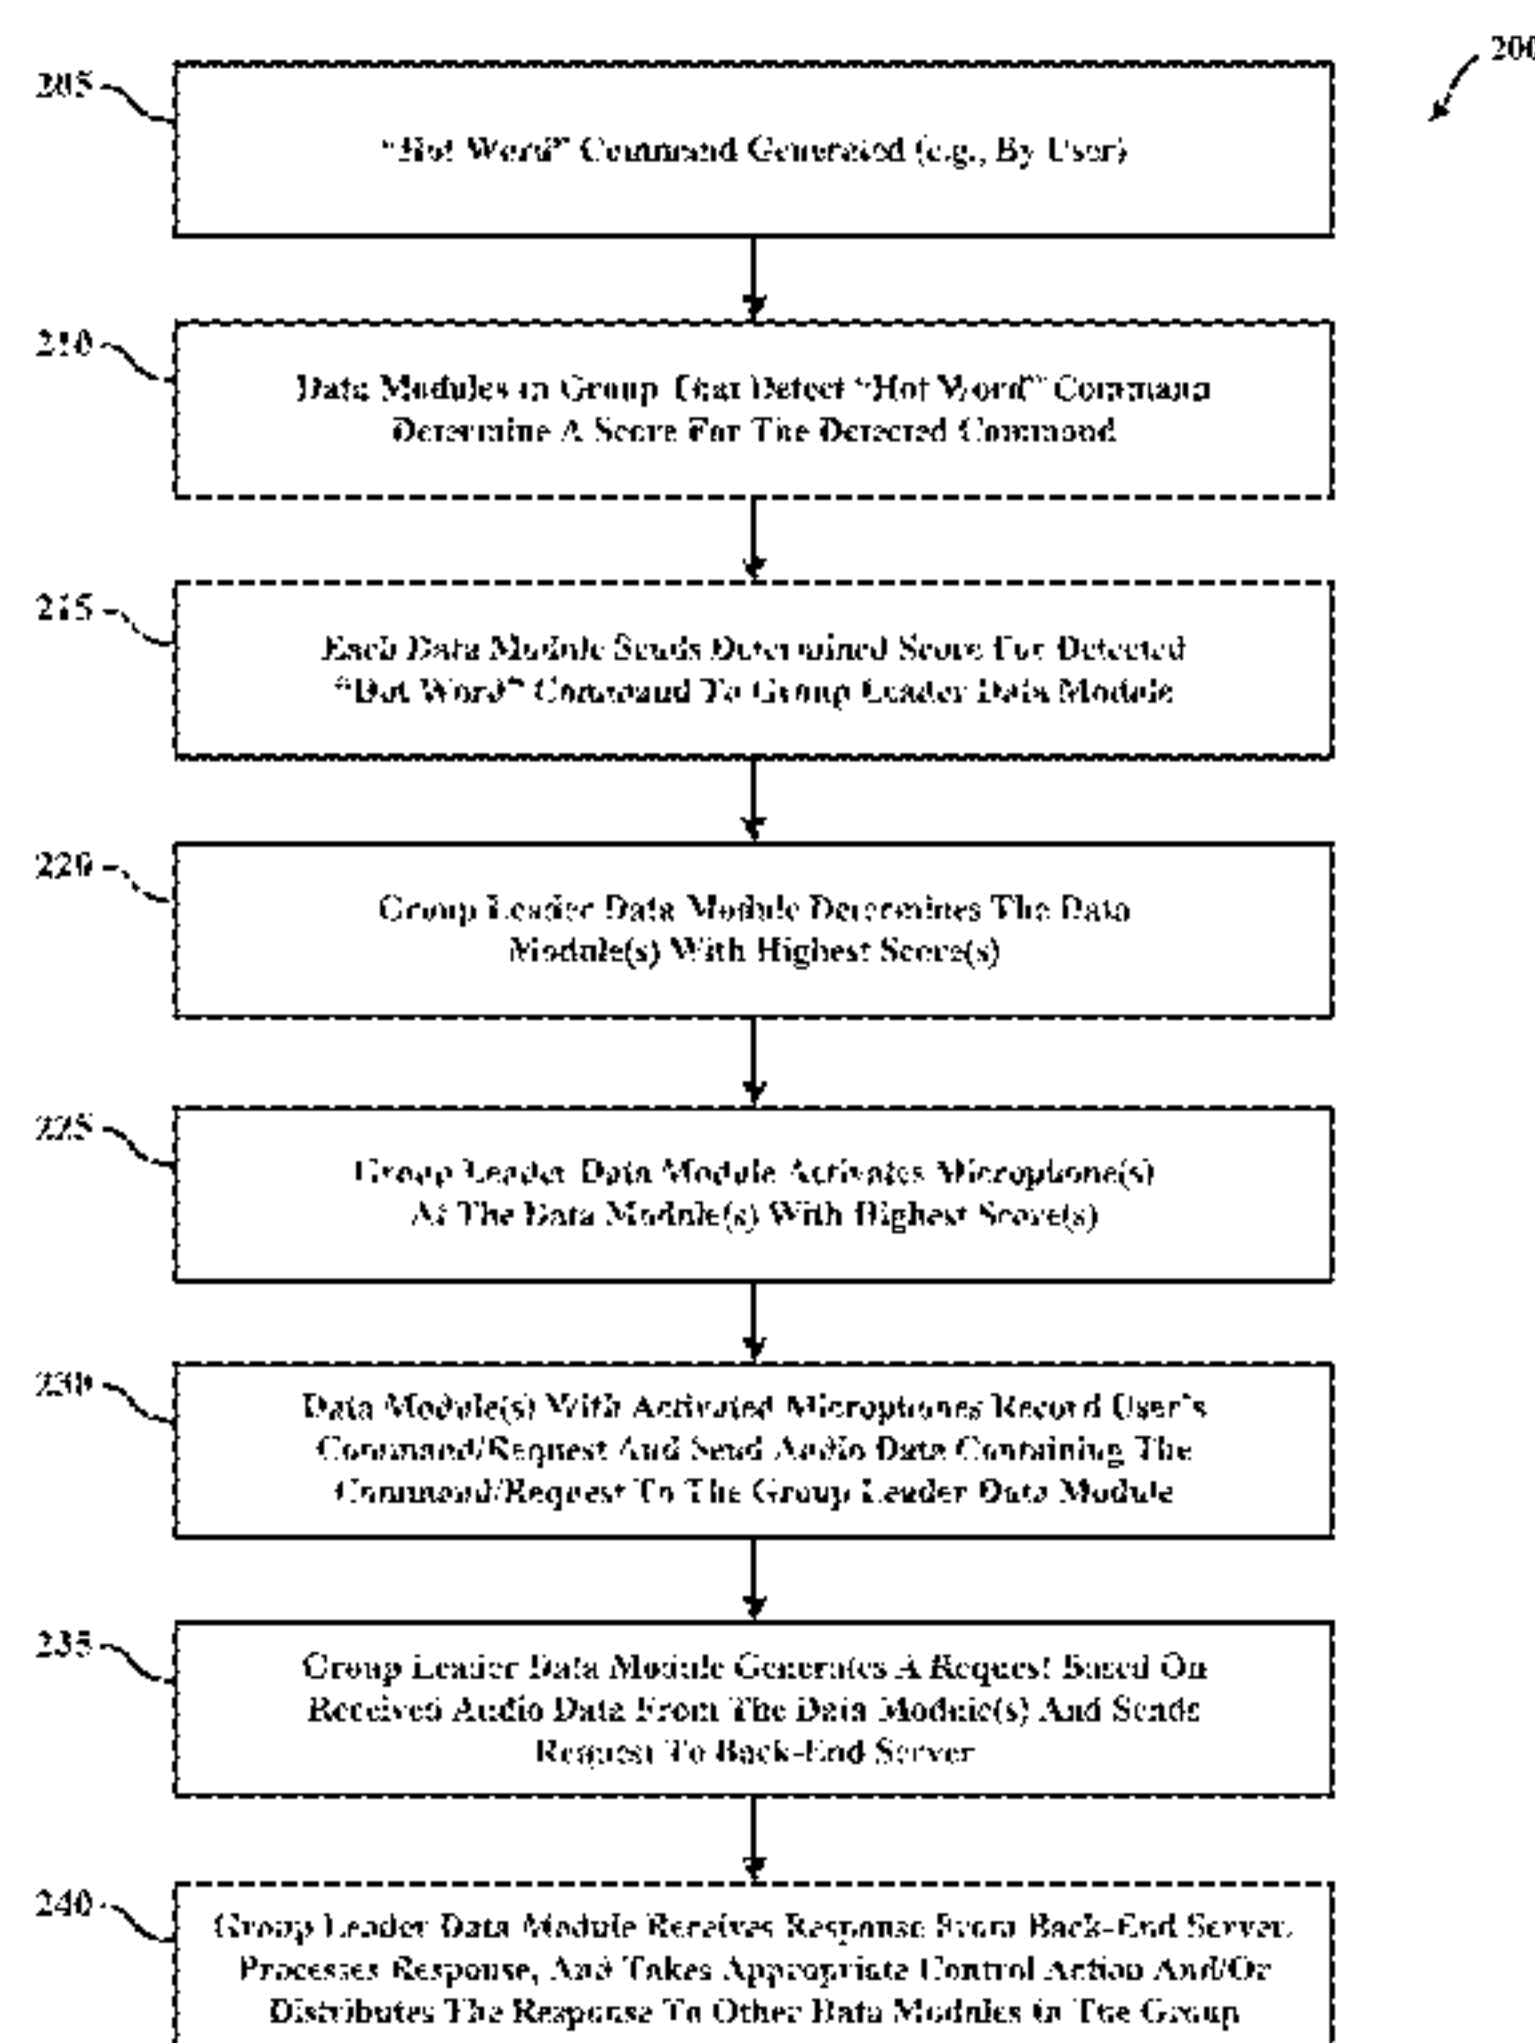 200
205
“Hot Word” Command Generated (e.g., By User)
210
Data Modules in Group That Detect “Hot Word” Command
Determine A Score For The Detected Command
215
Each Data Module Sends Determined Score For Detected
“Hot Word” Command To Group Leader Data Module
220
Group Leader Data Module Determines The Data
Module(s) With Highest Score(s)
225
Group Leader Data Module Activates Microphone(s)
At The Data Module(s) With Highest Score(s)
230
Data Module(s) With Activated Microphones Record User's
Command/Request And Send Audio Data Containing The
Command/Request To The Group Leader Data Module
235
Group Leader Data Module Generates A Request Based On
Received Audio Data From The Data Module(s) And Sends
Request To Back-End Server
240
Group Leader Data Module Receives Response From Back-End Server,
Processes Response, And Takes Appropriate Control Action And/Or
Distributes The Response To Other Data Modules in The Group